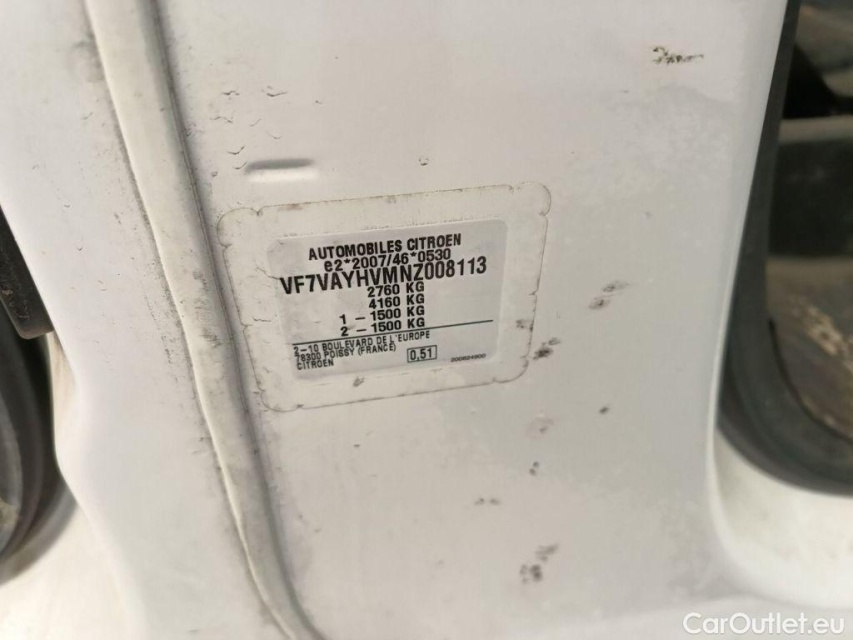 AUTOMOBILES CITROEN
e2*2007/46*0530
VF7VAYHVMNZ008113
2760 KG
4160 KG
1 - 1500 KG
2 - 1500 KG
2-10 BOULEVARD DE L'EUROPE
78300 POISSY (FRANCE)
CITROEN
0.51
CarOutlet.eu